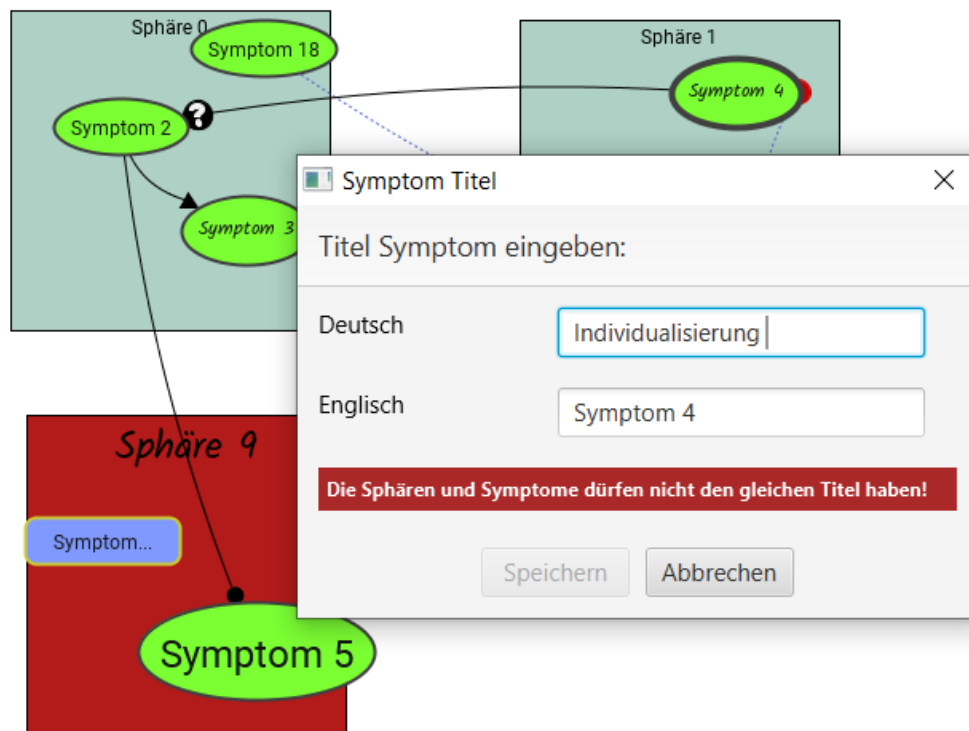 Sphäre 0
Symptom 18
Sphäre 1
Symptom 4
?
Symptom 2
Symptom 3
Symptom Titel
Titel Symptom eingeben:
Deutsch
Individualisierung
Englisch
Symptom 4
Die Sphären und Symptome dürfen nicht den gleichen Titel haben!
Speichern
Abbrechen
Sphäre 9
Symptom...
Symptom 5